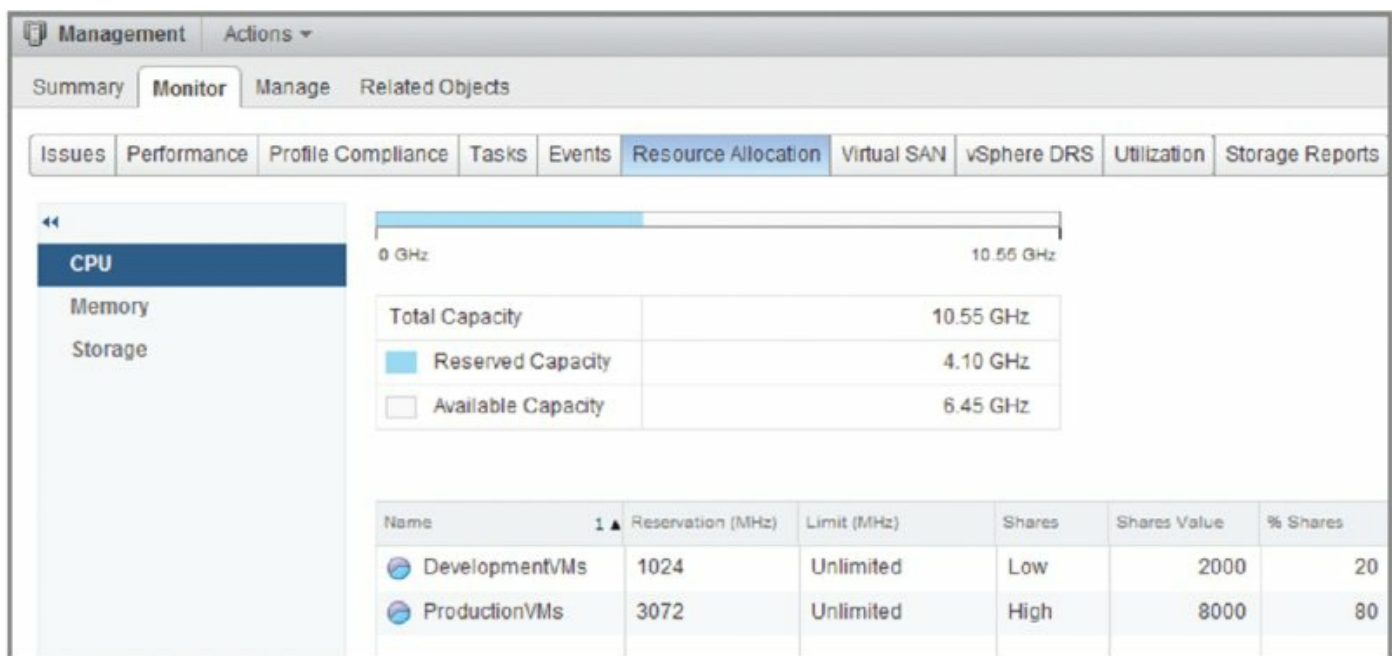 Management Actions
Summary Monitor Manage Related Objects
Issues Performance Profile Compliance Tasks Events Resource Allocation Virtual SAN vSphere DRS Utilization Storage Reports
CPU
Memory
Storage
0 GHz 10.55 GHz
Total Capacity 10.55 GHz
Reserved Capacity 4.10 GHz
Available Capacity 6.45 GHz
Name 1 Reservation (MHz) Limit (MHz) Shares Shares Value % Shares
DevelopmentVMs 1024 Unlimited Low 2000 20
ProductionVMs 3072 Unlimited High 8000 80